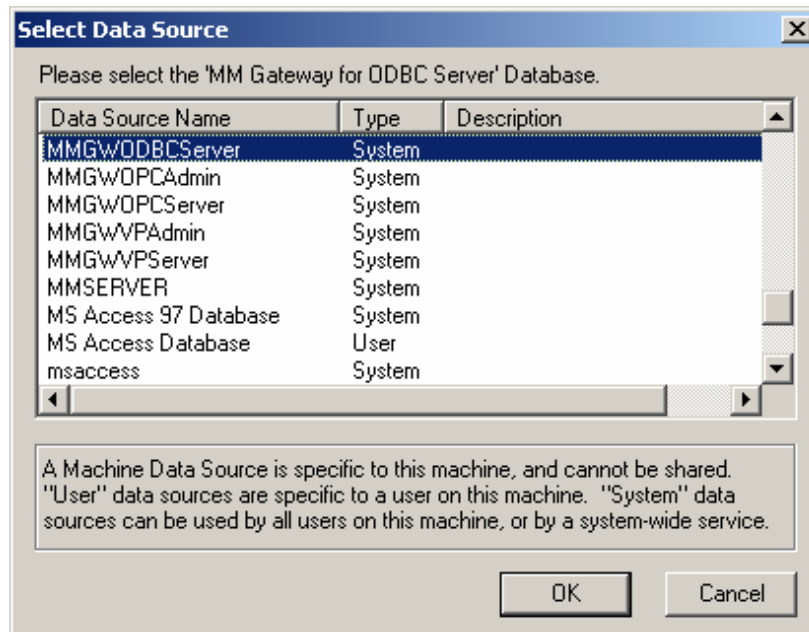 Select Data Source
Please select the 'MM Gateway for ODBC Server' Database.
Data Source Name Type Description
MMGWODBCServer System
MMGWOPCAdmin System
MMGWOPCServer System
MMGWVPAdmin System
MMGWVPServer System
MMSERVER System
MS Access 97 Database System
MS Access Database User
msaccess System
A Machine Data Source is specific to this machine, and cannot be shared.
"User" data sources are specific to a user on this machine. "System" data
sources can be used by all users on this machine, or by a system-wide service.
OK Cancel